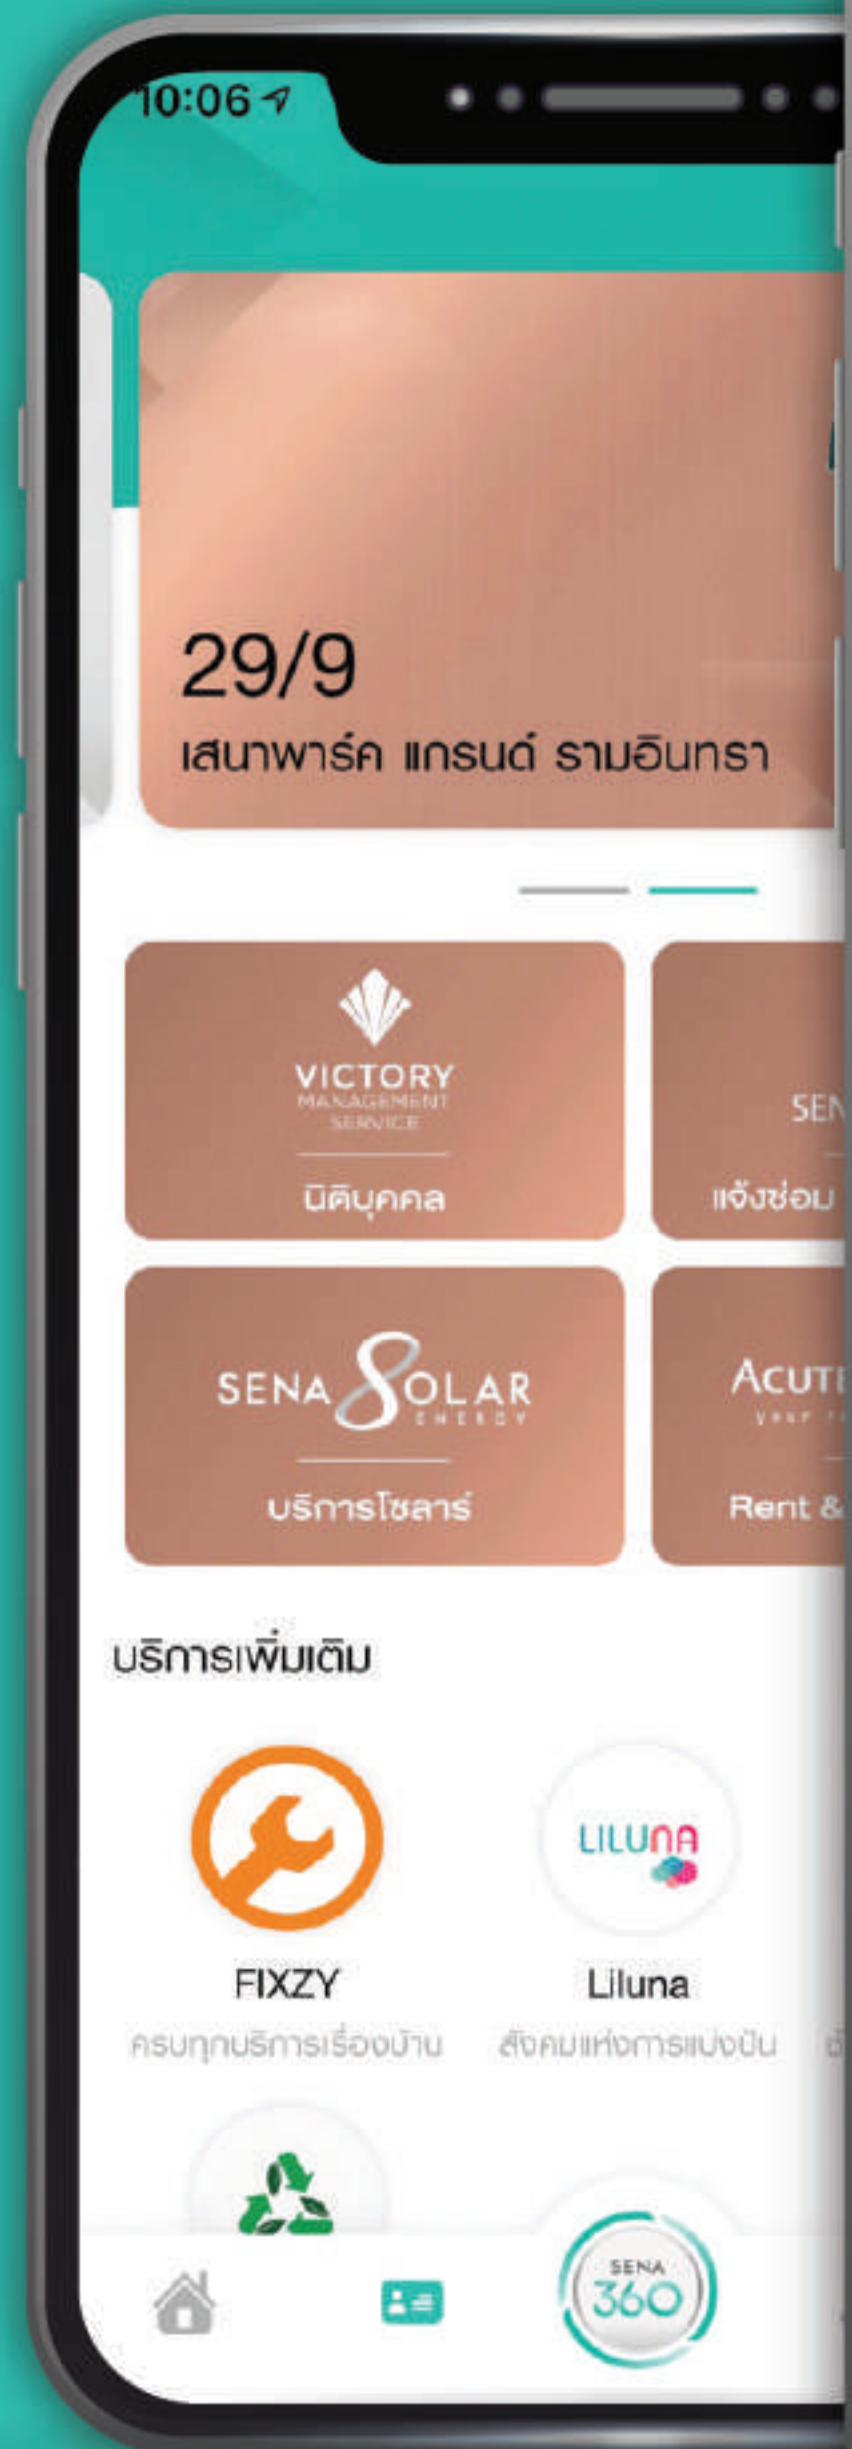 10:06
29/9
เสนาพาร์ค แกรนด์ รามอินทรา
VICTORY
MANAGEMENT
SERVICE
นิติบุคคล
SEN
แจ้งซ่อม
SENA SOLAR
ENERGY
บริการโซลาร์
ACUTE
your
Rent &
บริการเพิ่มเติม
LILUNA
FIXZY
Liluna
ครบทุกบริการเรื่องบ้าน
สังคมแห่งการแบ่งปัน
SENA
360